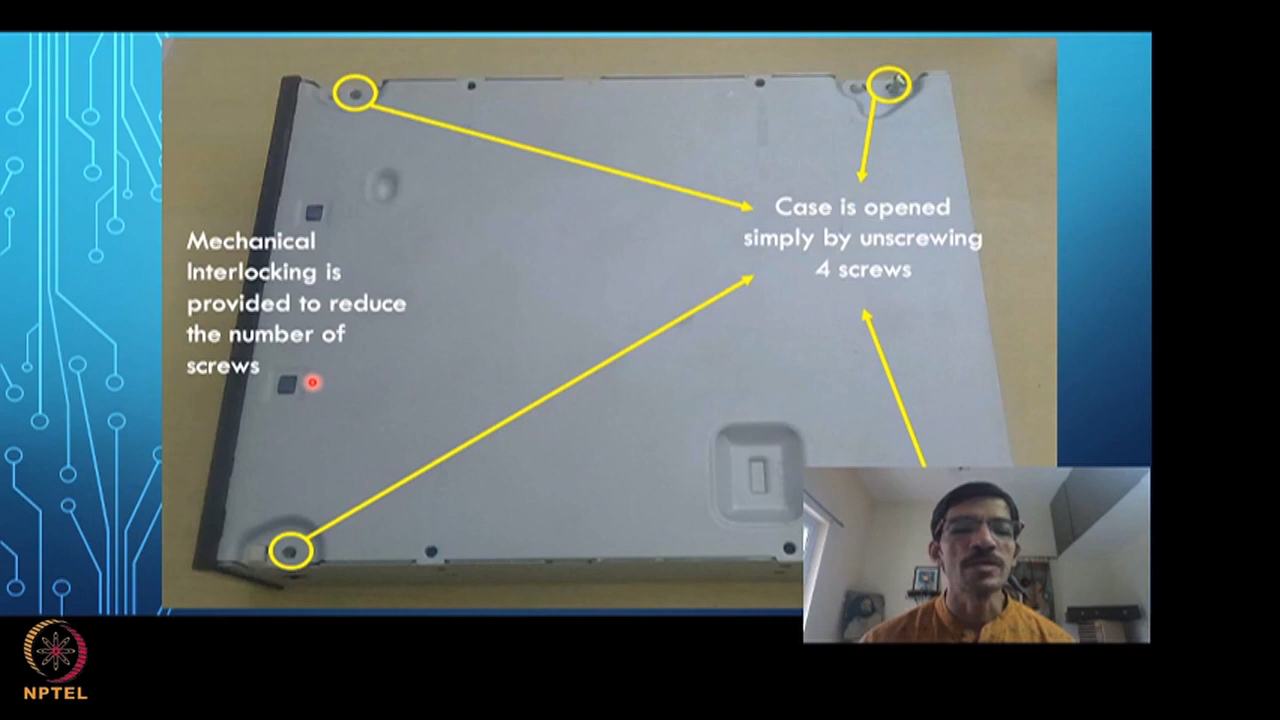 Mechanical
Interlocking is
provided to reduce
the number of
screws
Case is opened
simply by unscrewing
4 screws
NPTEL